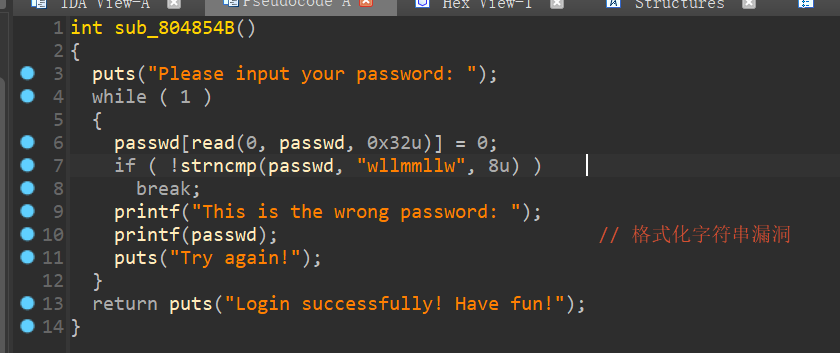 IDA View-A Pseudocode A Hex View-1 Structures
1 int sub_804854B()
2 {
3 puts("Please input your password: ");
4 while ( 1 )
5 {
6 passwd[read(0, passwd, 0x32u)] = 0;
7 if ( !strncmp(passwd, "wllmmllw", 8u) )
8 break;
9 printf("This is the wrong password: ");
10 printf(passwd); // 格式化字符串漏洞
11 puts("Try again!");
12 }
13 return puts("Login successfully! Have fun!");
14 }